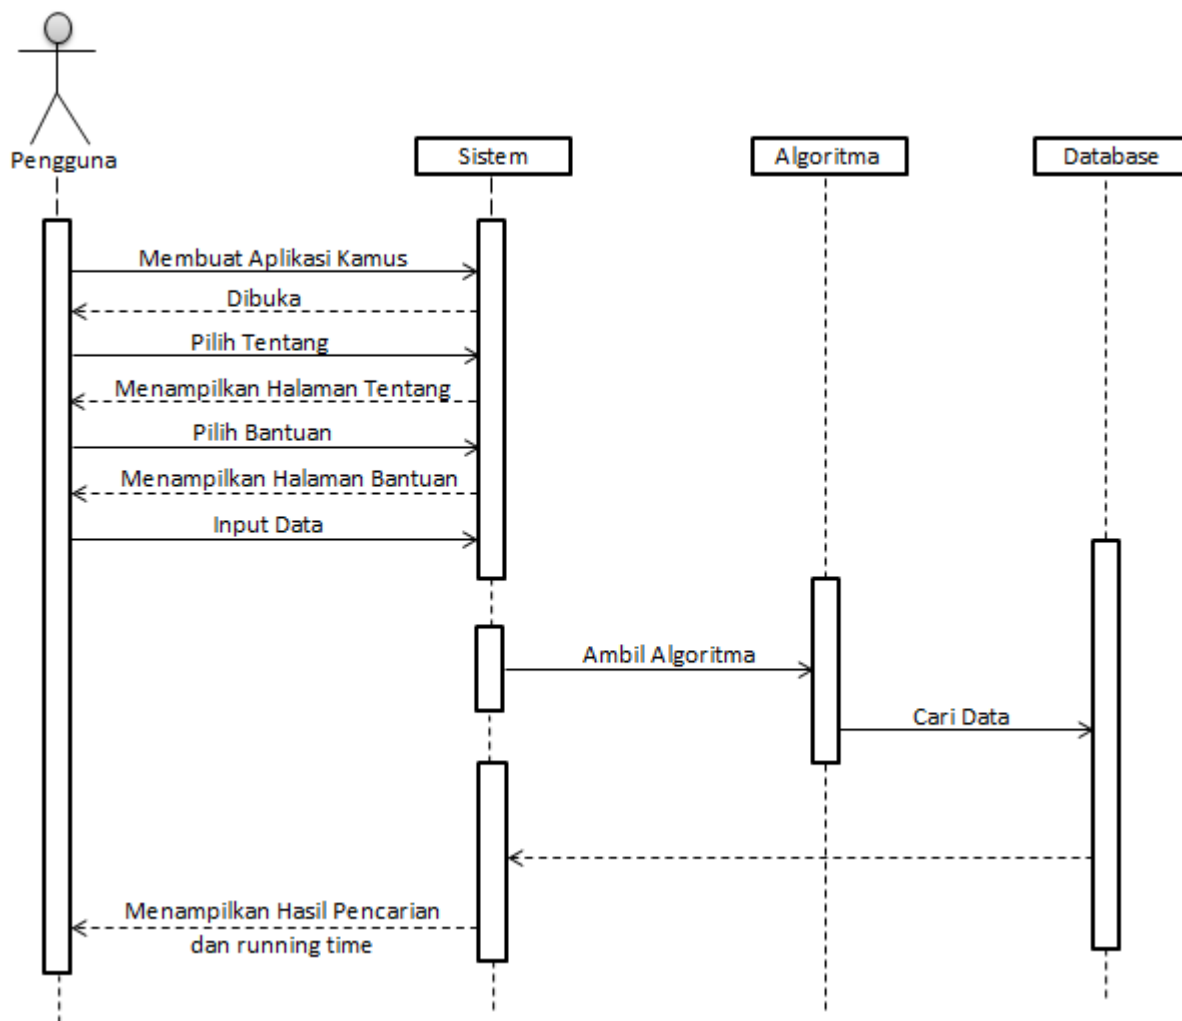 Pengguna
Sistem
Algoritma
Database
Membuat Aplikasi Kamus
Dibuka
Pilih Tentang
Menampilkan Halaman Tentang
Pilih Bantuan
Menampilkan Halaman Bantuan
Input Data
Ambil Algoritma
Cari Data
Menampilkan Hasil Pencarian
dan running time